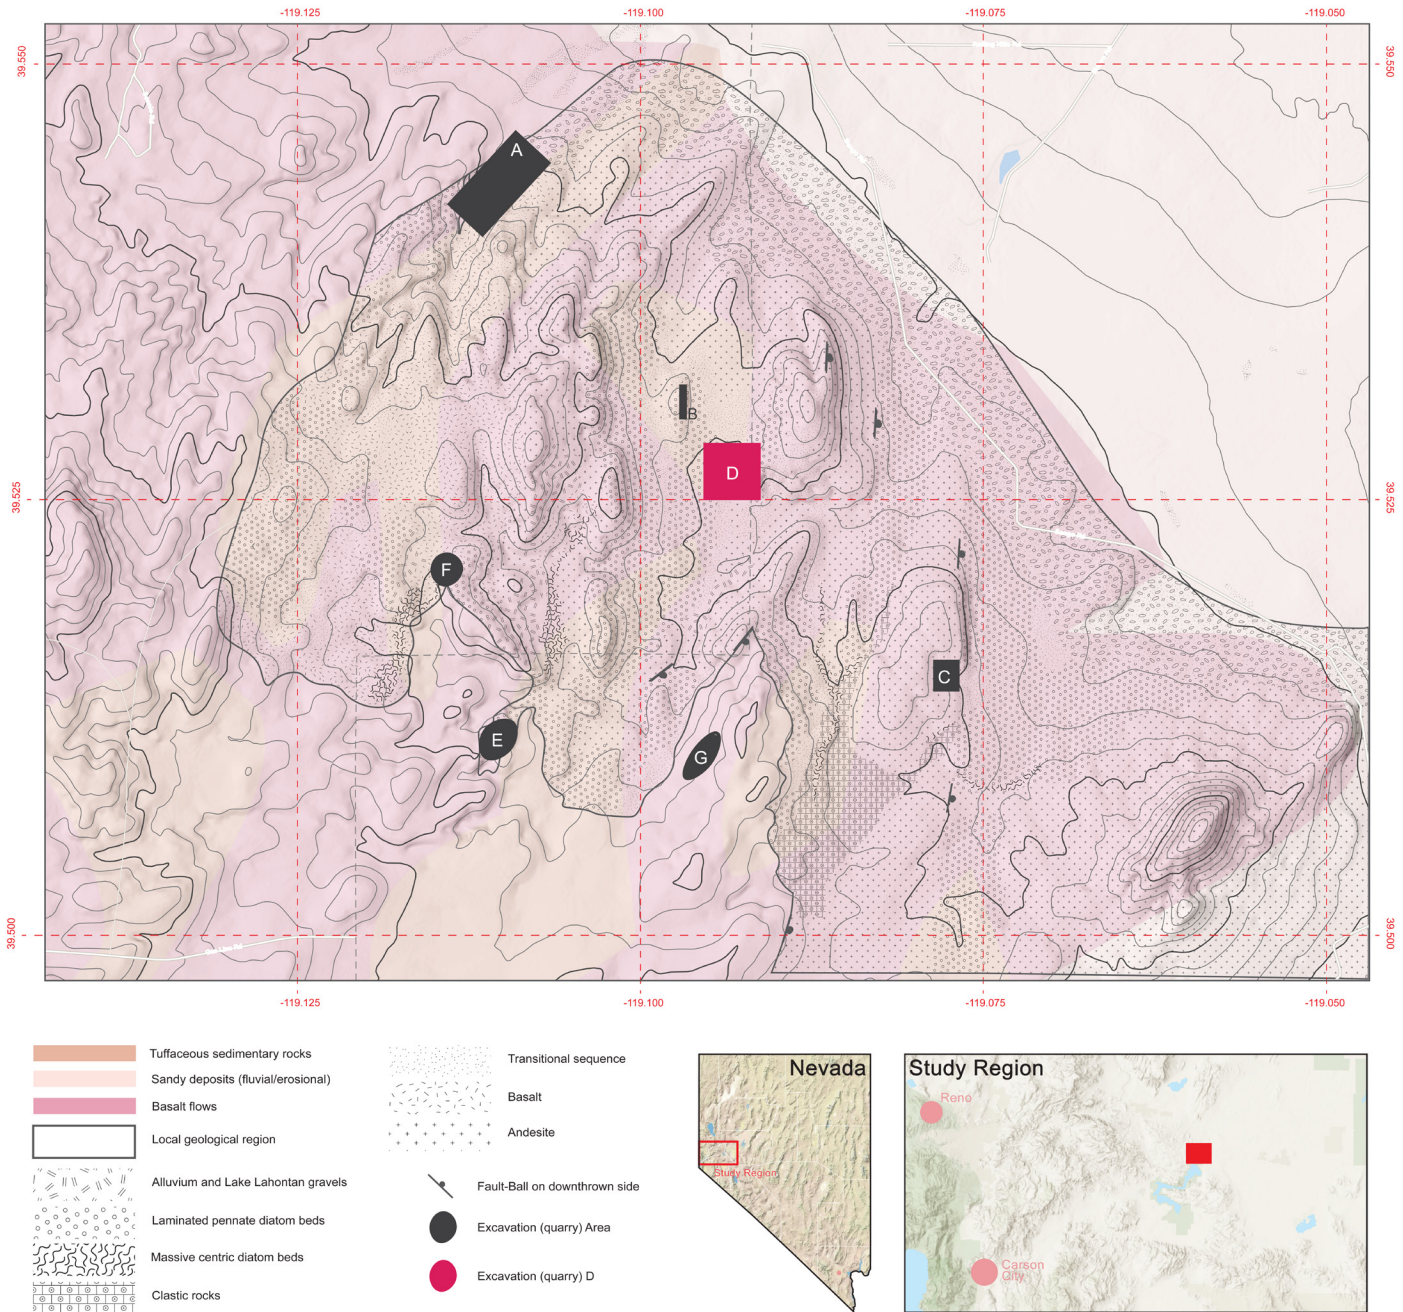 -119.125
-119.100
-119.075
-119.050
39.550
39.550
A
B
39.525
D
39.525
F
C
E
G
39.500
39.500
-119.125
-119.100
-119.075
-119.050
Tuffaceous sedimentary rocks
Sandy deposits (fluvial/erosional)
Basalt flows
Local geological region
Alluvium and Lake Lahontan gravels
Laminated pennate diatom beds
Massive centric diatom beds
Clastic rocks
Transitional sequence
Basalt
Andesite
Fault-Ball on downthrown side
Excavation (quarry) Area
Excavation (quarry) D
Nevada
Study Region
Study Region
Reno
Carson
City